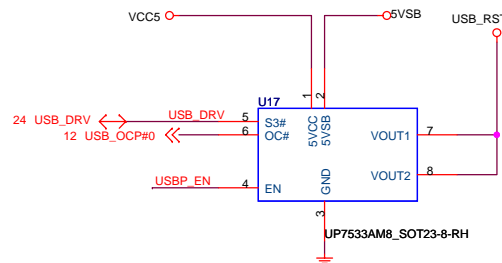 VCC5
5VSB
USB_RS
U17
1
2
5VCC
5VSB
24 USB_DRV
USB_DRV
5
S3#
12 USB_OCP#0
6
OC#
VOUT1
7
VOUT2
8
USBP_EN
4
EN
GND
3
UP7533AM8_SOT23-8-RH